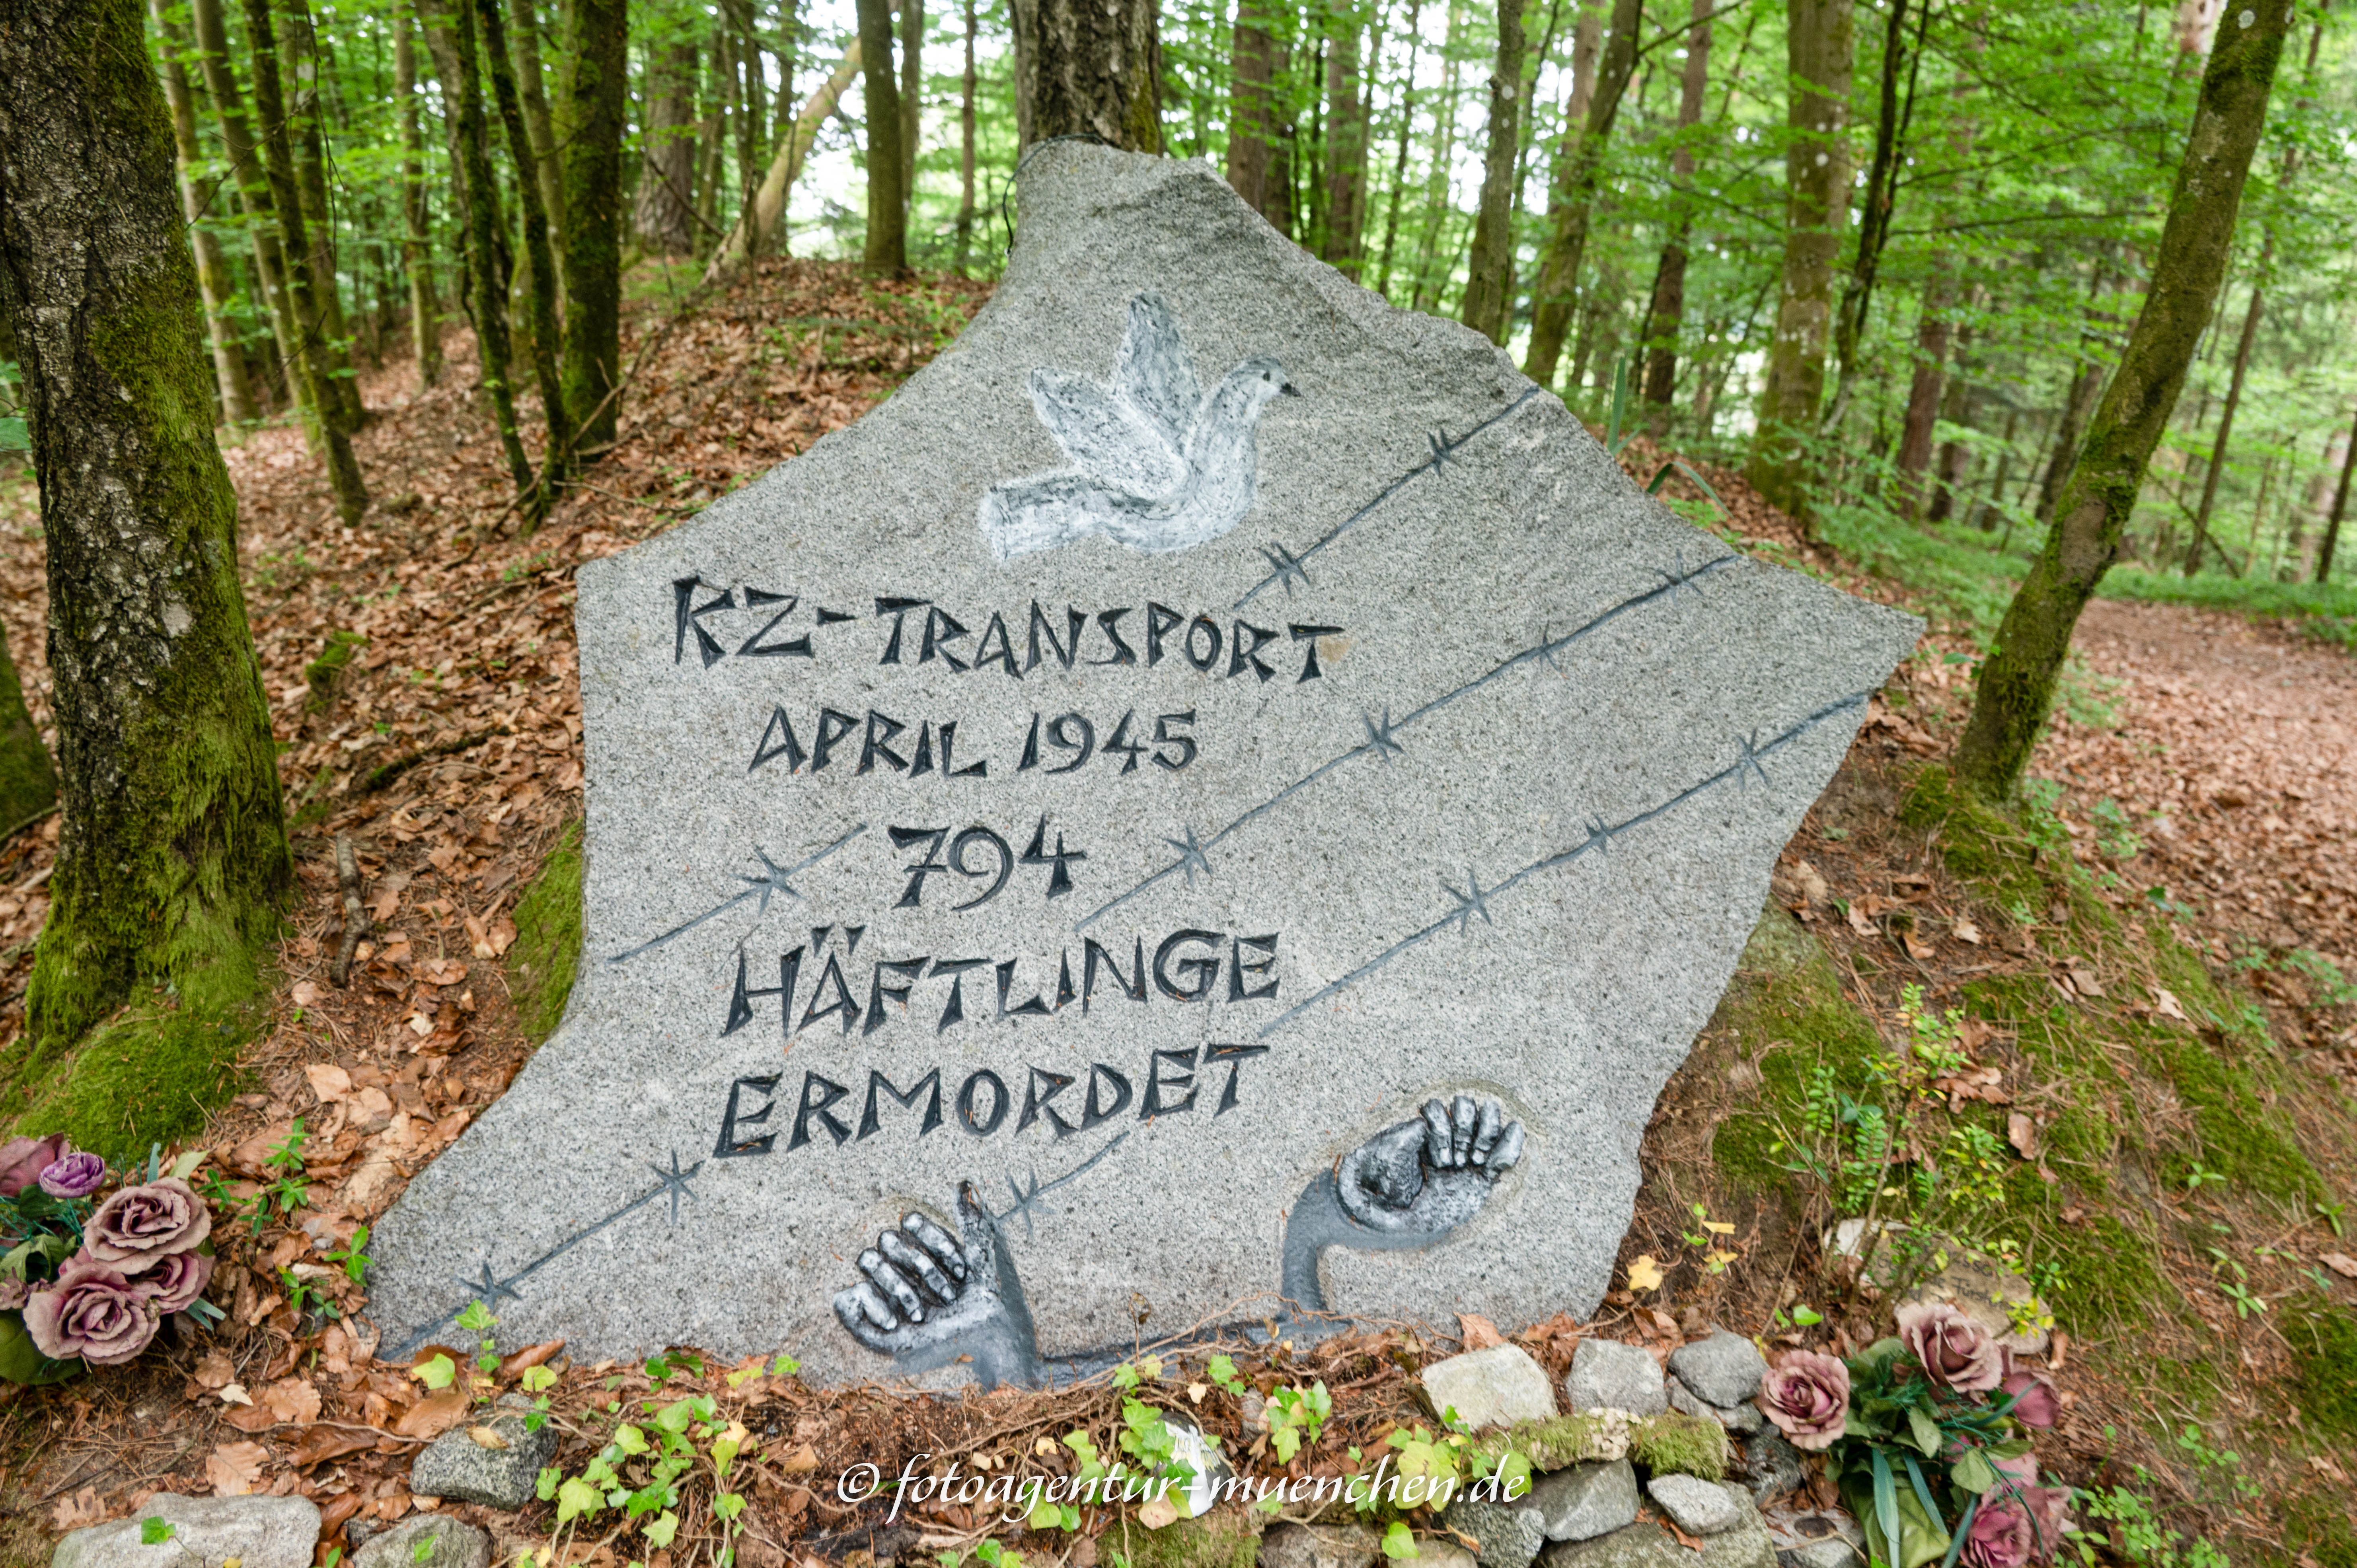 KZ-TRANSPORT
APRIL 1945
794
HÄFTLINGE
ERMORDET
© fotoagentur-muenchen.de